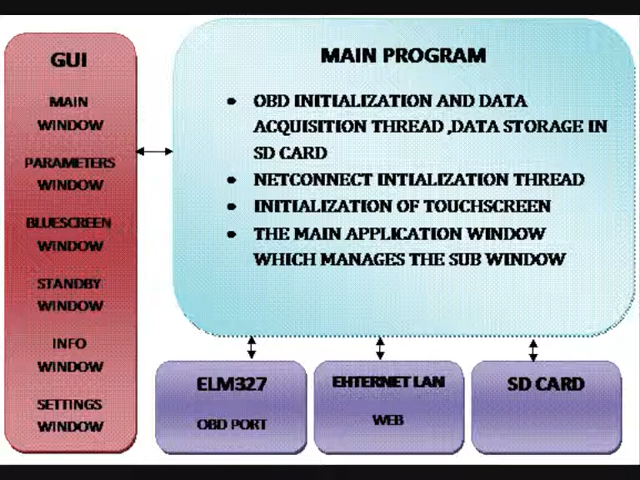 GUI
MAIN
WINDOW
PARAMETERS
WINDOW
BLUESCREEN
WINDOW
STANDBY
WINDOW
INFO
WINDOW
SETTINGS
WINDOW
MAIN PROGRAM
• OBD INITIALIZATION AND DATA
ACQUISITION THREAD ,DATA STORAGE IN
SD CARD
• NETCONNECT INTIALIZATION THREAD
• INITIALIZATION OF TOUCHSCREEN
• THE MAIN APPLICATION WINDOW
WHICH MANAGES THE SUB WINDOW
ELM327
OBD PORT
EHTERNET LAN
WEB
SD CARD